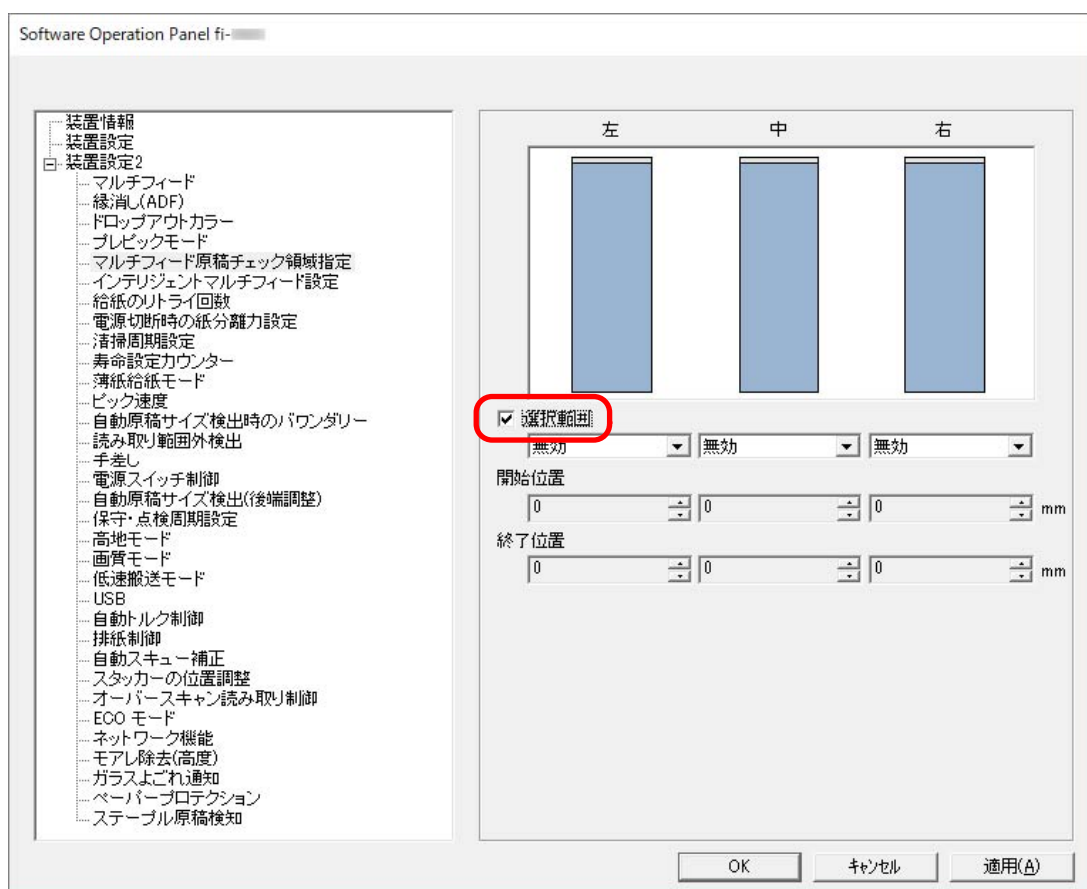 Software Operation Panel fi-
装置情報
装置設定
装置設定2
マルチフィード
縁消し(ADF)
ドロップアウトカラー
プレピックモード
マルチフィード原稿チェック領域指定
インテリジェントマルチフィード設定
給紙のリトライ回数
電源切断時の紙分離力設定
清掃周期設定
寿命設定カウンター
薄紙給紙モード
ピック速度
自動原稿サイズ検出時のバウンダリー
読み取り範囲外検出
手差し
電源スイッチ制御
自動原稿サイズ検出(後端調整)
保守・点検周期設定
高地モード
画質モード
低速搬送モード
USB
自動トルク制御
排紙制御
自動スキュー補正
スタッカーの位置調整
オーバースキャン読み取り制御
ECO モード
ネットワーク機能
モアレ除去(高度)
ガラスよごれ通知
ペーパープロテクション
ステープル原稿検知
左 中 右
選択範囲
無効 無効 無効
開始位置
0 0 0 mm
終了位置
0 0 0 mm
OK キャンセル 適用(A)